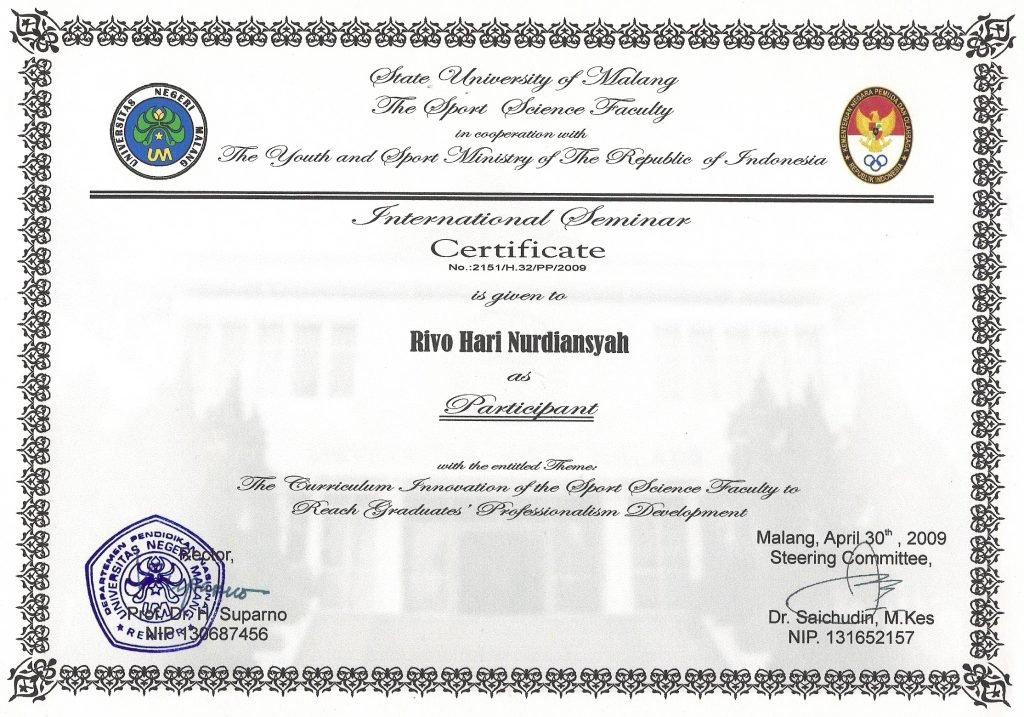 State University of Malang
The Sport Science Faculty
in cooperation with
The Youth and Sport Ministry of The Republic of Indonesia
UNIVERSITAS NEGERI MALANG
UM
KEMENTERIAN NEGARA PEMUDA DAN OLAHRAGA
REPUBLIK INDONESIA
International Seminar
Certificate
No.:2151/H.32/PP/2009
is given to
Rivo Hari Nurdiansyah
as
Participant
with the entitled Theme:
The Curriculum Innovation of the Sport Science Faculty to
Reach Graduates' Professionalism Development
Rector,
DEPARTEMEN PENDIDIKAN NASIONAL
UNIVERSITAS NEGERI MALANG
UM
REKTOR
Prof. Dr. H. Suparno
NIP 130687456
Malang, April 30th , 2009
Steering Committee,
Dr. Saichudin, M.Kes
NIP. 131652157